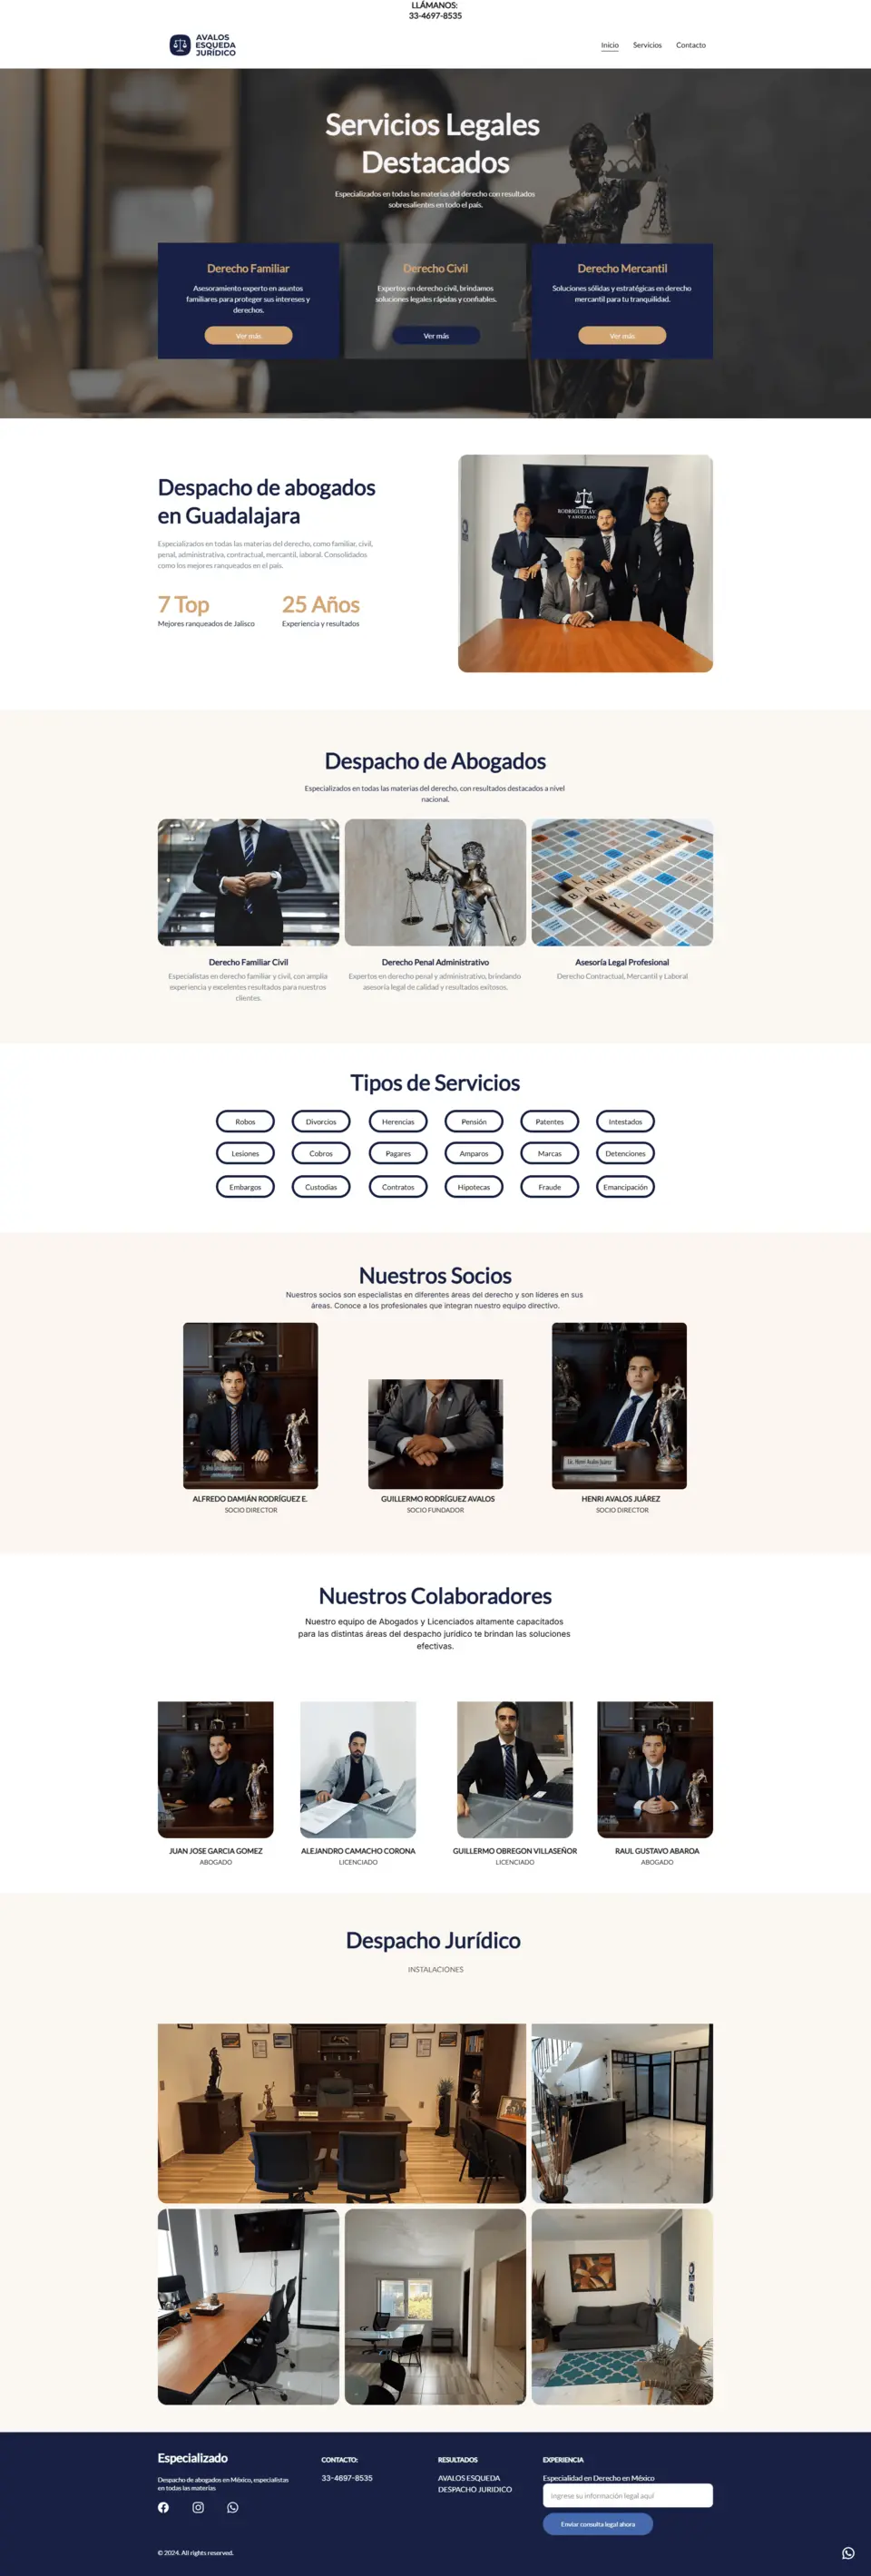 LLÁMANOS:
33-4697-8535
AVALOS
ESQUEDA
JURÍDICO
Inicio
Servicios
Contacto
Servicios Legales
Destacados
Especializados en todas las materias del derecho con resultados
sobresalientes en todo el país.
Derecho Familiar
Asesoramiento experto en asuntos
familiares para proteger sus intereses y
derechos.
Ver más
Derecho Civil
Expertos en derecho civil, brindamos
soluciones legales rápidas y confiables.
Ver más
Derecho Mercantil
Soluciones sólidas y estratégicas en derecho
mercantil para tu tranquilidad.
Ver más
Despacho de abogados
en Guadalajara
Especializados en todas las materias del derecho, como familiar, civil,
penal, administrativa, contractual, mercantil, laboral. Consolidados
como los mejores ranqueados en el país.
7 Top
Mejores ranqueados de Jalisco
25 Años
Experiencia y resultados
Despacho de Abogados
Especializados en todas las materias del derecho, con resultados destacados a nivel
nacional.
Derecho Familiar Civil
Especialistas en derecho familiar y civil, con amplia
experiencia y excelentes resultados para nuestros
clientes.
Derecho Penal Administrativo
Expertos en derecho penal y administrativo, brindando
asesoría legal de calidad y resultados exitosos.
Asesoría Legal Profesional
Derecho Contractual, Mercantil y Laboral
Tipos de Servicios
Robos
Divorcios
Herencias
Pensión
Patentes
Intestados
Lesiones
Cobros
Pagares
Amparos
Marcas
Detenciones
Embargos
Custodias
Contratos
Hipotecas
Fraude
Emancipación
Nuestros Socios
Nuestros socios son especialistas en diferentes áreas del derecho y son líderes en sus
áreas. Conoce a los profesionales que integran nuestro equipo directivo.
Lic. Henri Avalos Juárez
ALFREDO DAMIÁN RODRÍGUEZ E.
SOCIO DIRECTOR
GUILLERMO RODRÍGUEZ AVALOS
SOCIO FUNDADOR
HENRI AVALOS JUÁREZ
SOCIO DIRECTOR
Nuestros Colaboradores
Nuestro equipo de Abogados y Licenciados altamente capacitados
para las distintas áreas del despacho jurídico te brindan las soluciones
efectivas.
JUAN JOSE GARCIA GOMEZ
ABOGADO
ALEJANDRO CAMACHO CORONA
LICENCIADO
GUILLERMO OBREGON VILLASEÑOR
LICENCIADO
RAUL GUSTAVO ABAROA
ABOGADO
Despacho Jurídico
INSTALACIONES
Especializado
Despacho de abogados en México, especialistas
en todas las materias
CONTACTO:
33-4697-8535
RESULTADOS
AVALOS ESQUEDA
DESPACHO JURIDICO
EXPERIENCIA
Especialidad en Derecho en México
Ingrese su información legal aquí
Enviar consulta legal ahora
© 2024. All rights reserved.